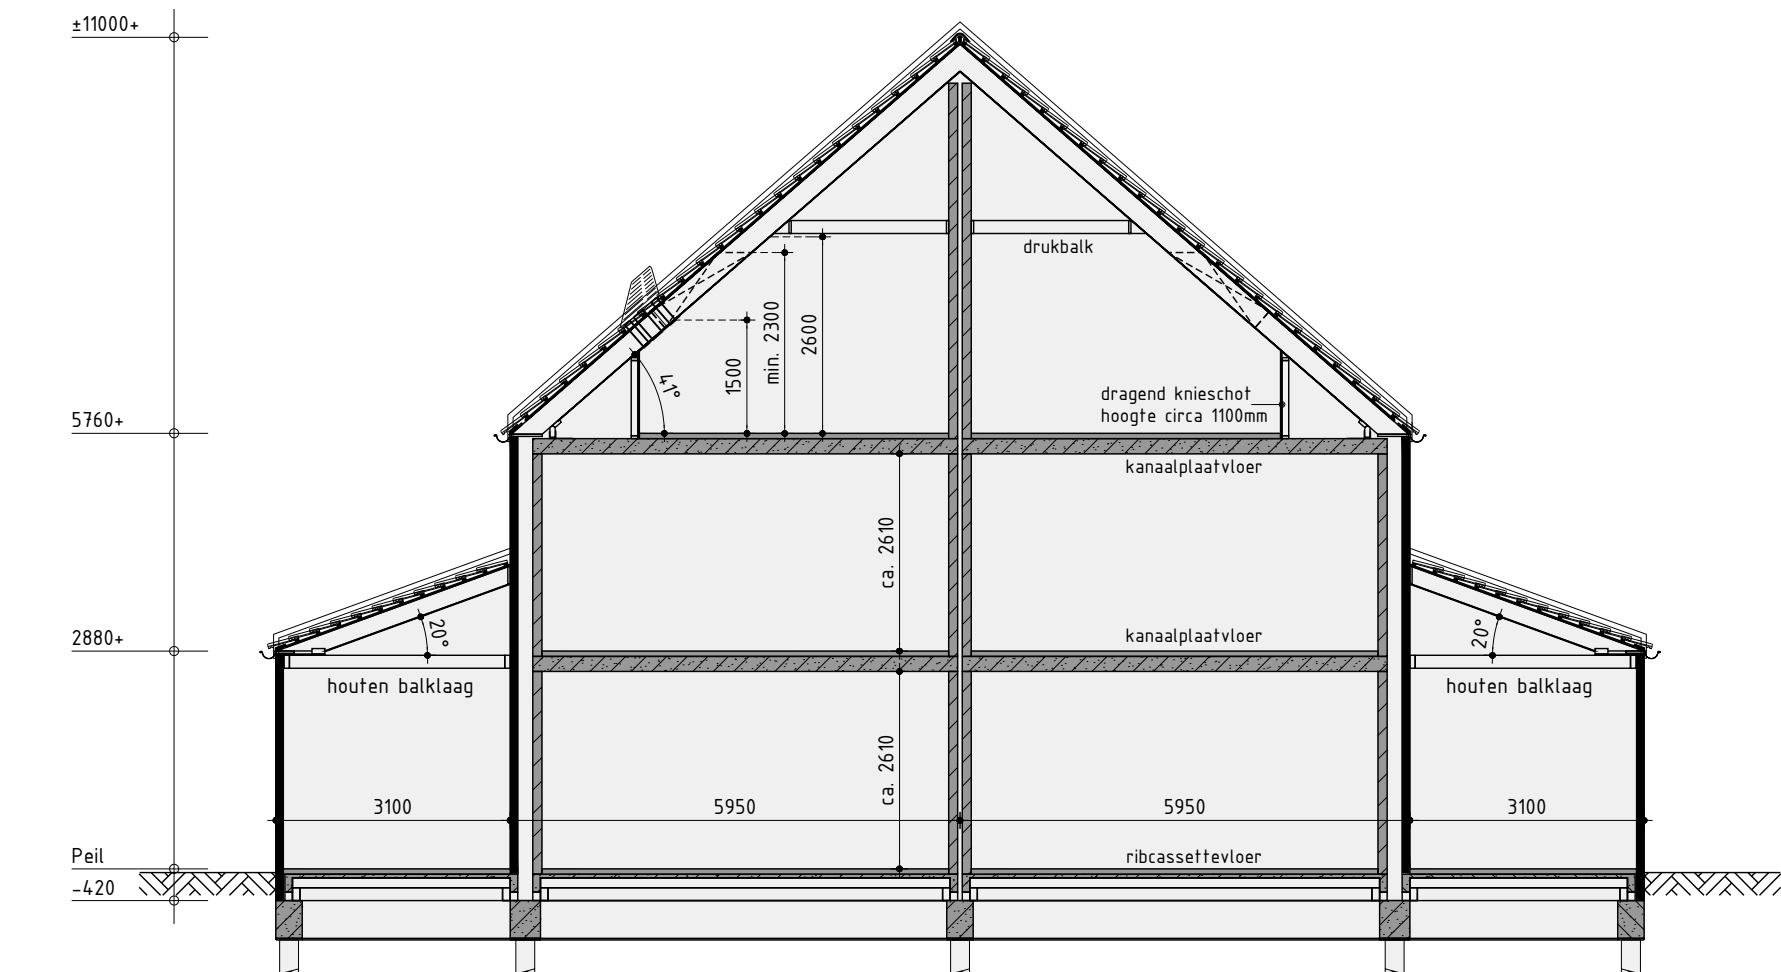 ±11000+
drukbalk
min. 2300
2600
1500
41°
dragend knieschot
hoogte circa 1100mm
5760+
kanaalplaatvloer
ca. 2610
2880+
20°
kanaalplaatvloer
20°
houten balklaag
houten balklaag
ca. 2610
3100
5950
5950
3100
Peil
ribcassettevloer
-420